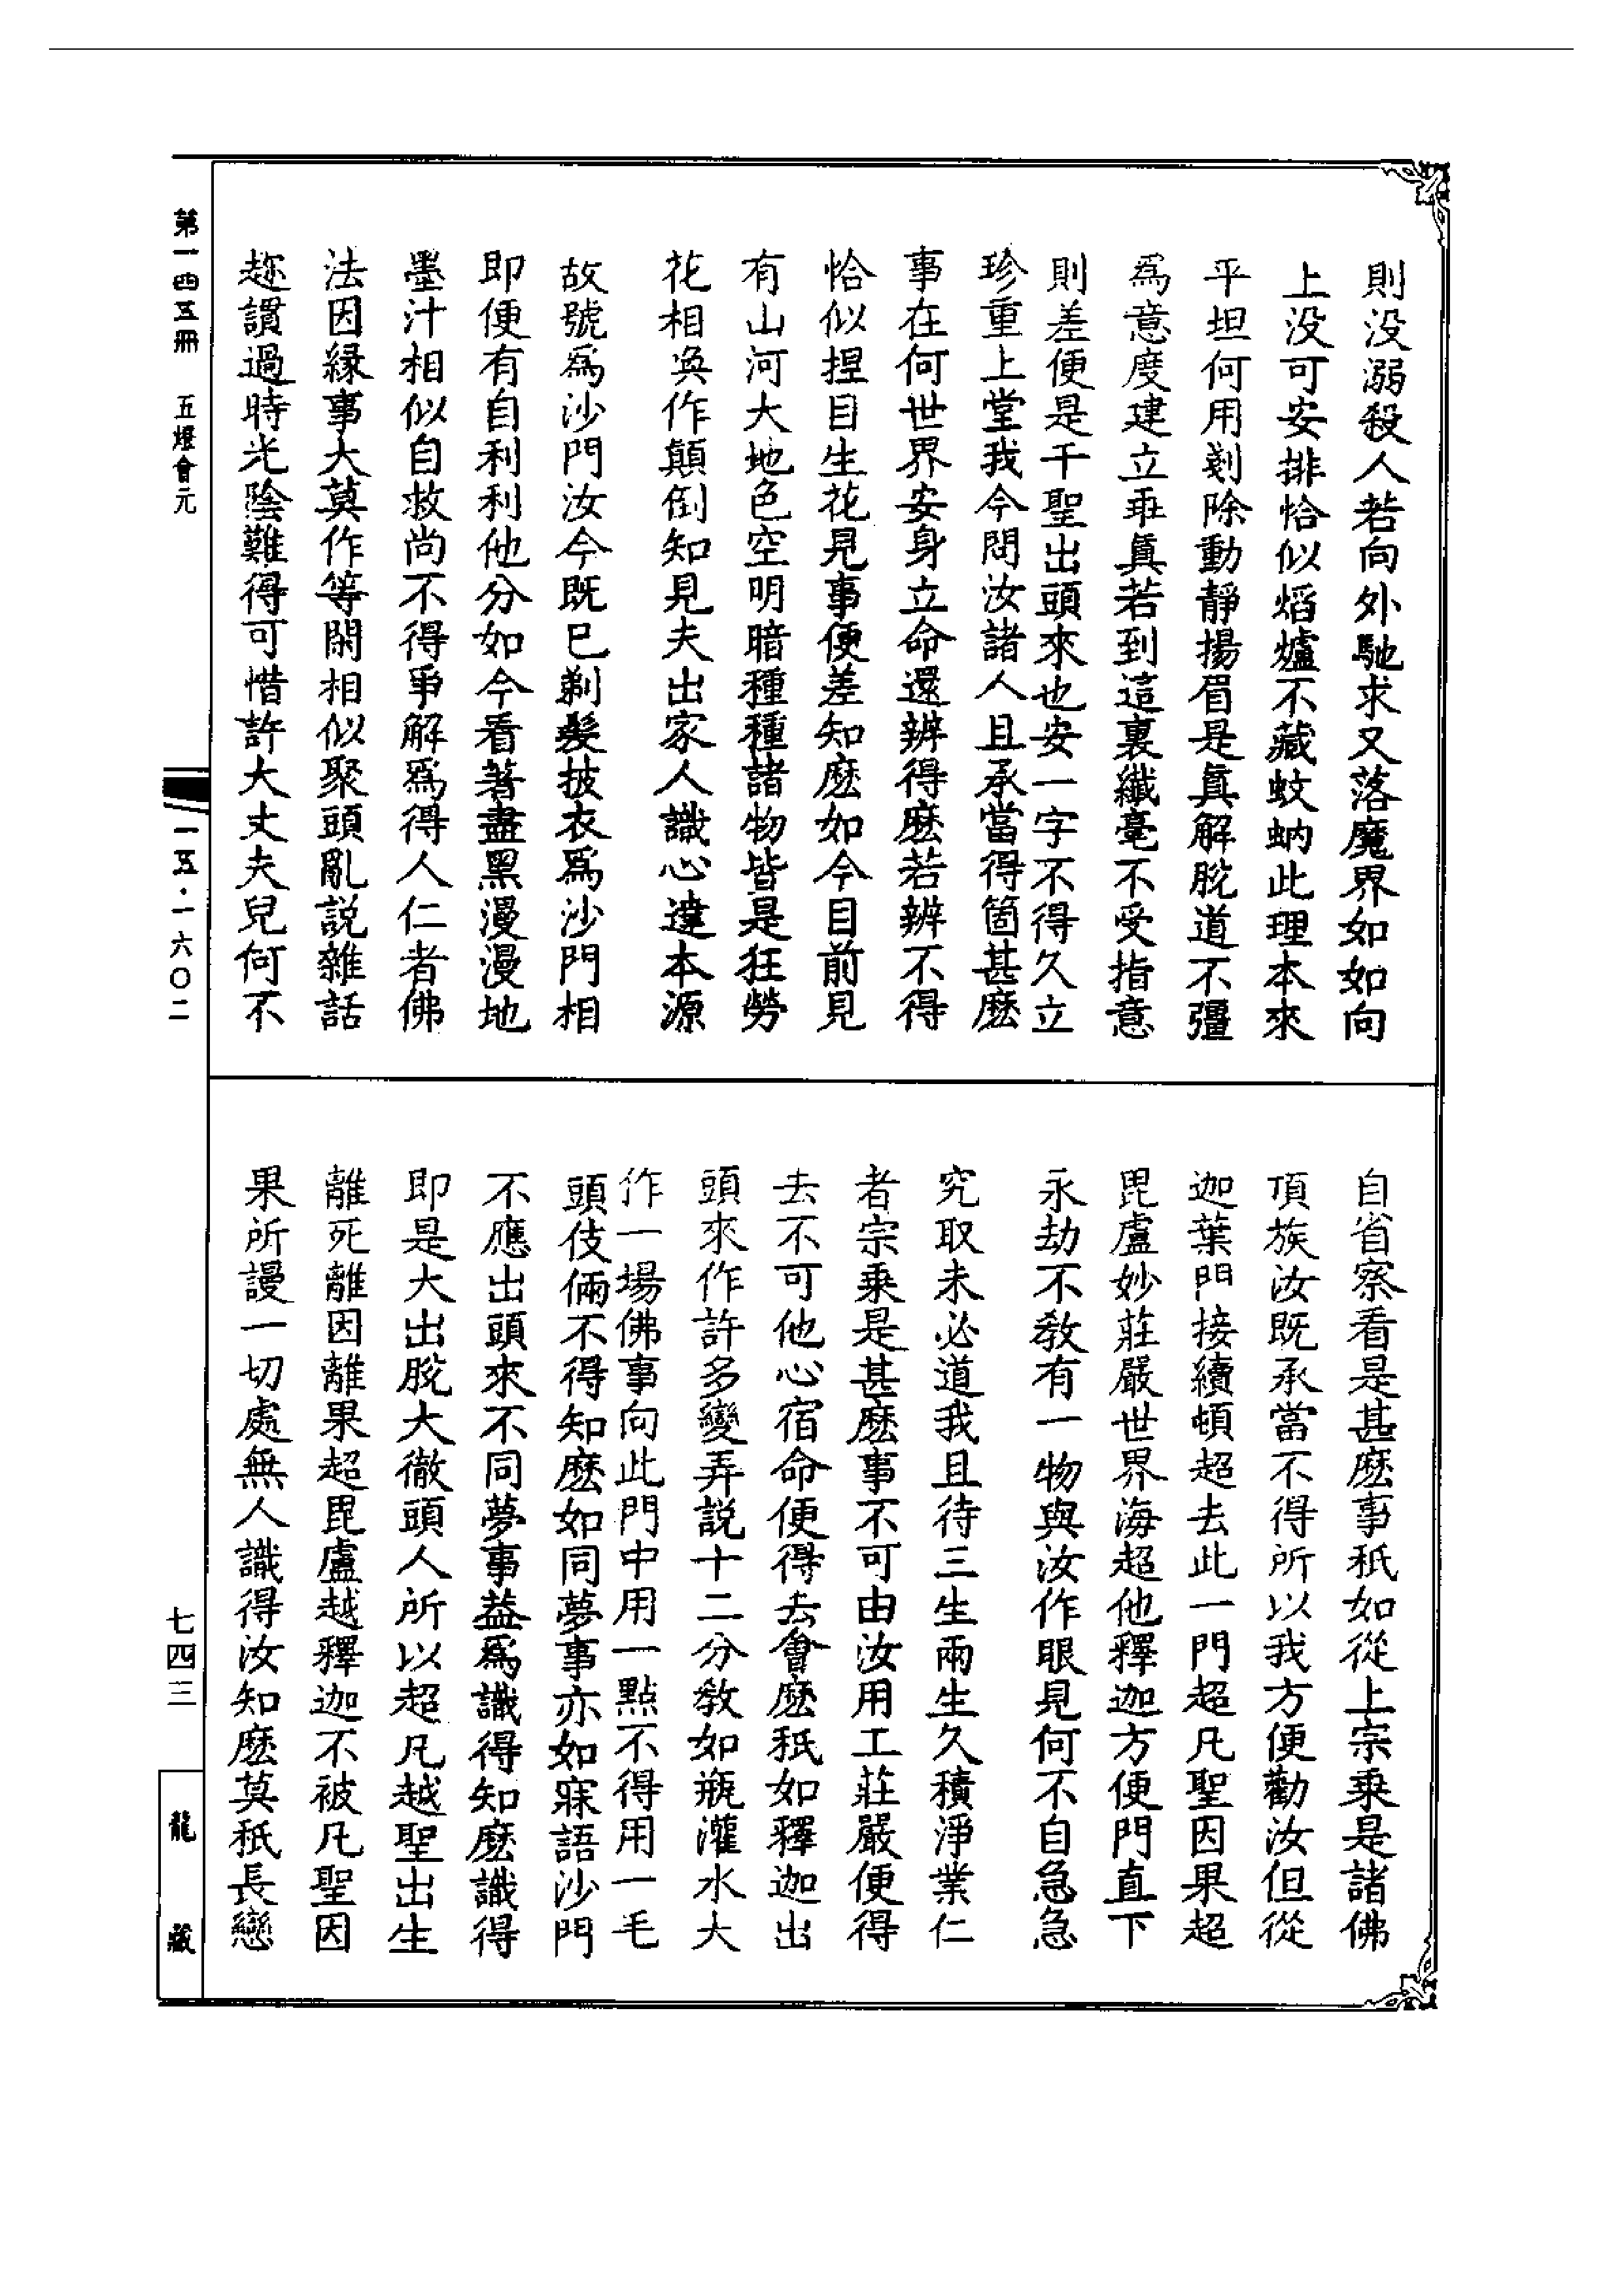 則没溺殺人若向外馳求又落魔界如如向
上没可安排恰似熖爐不藏蚊蚋此理本來
平坦何用剗除動靜揚眉是真解脫道不彊
為意度建立乖真若到這裏纖毫不受指意
則差便是千聖出頭來也安一字不得久立
珍重上堂我今問汝諸人且承當得箇甚麽
事在何世界安身立命還辨得麽若辨不得
恰似捏目生花見事便差知麽如今目前見
有山河大地色空明暗種種諸物皆是狂勞
花相喚作顛倒知見夫出家人識心達本源
故號為沙門汝今既已剃髮披衣為沙門相
即便有自利利他分如今看著盡黑漫漫地
墨汁相似自救尚不得爭解為得人仁者佛
法因緣事大莫作等閑相似聚頭亂說雜話
趂謴過時光陰難得可惜許大丈夫兒何不
自省察看是甚麽事秖如從上宗乘是諸佛
頂族汝既承當不得所以我方便勸汝但從
迦葉門接續頓超去此一門超凡聖因果超
毘盧妙莊嚴世界海超他釋迦方便門直下
永劫不教有一物與汝作眼見何不自急急
究取未必道我且待三生兩生久積淨業仁
者宗乘是甚麽事不可由汝用工莊嚴便得
去不可他心宿命便得去會麽秖如釋迦出
頭來作許多變弄說十二分教如瓶灌水大
作一場佛事向此門中用一點不得用一毛
頭伎倆不得知麽如同夢事亦如寐語沙門
不應出頭來不同夢事益為識得知麽識得
即是大出脫大徹頭人所以超凡越聖出生
離死離因離果超毘盧越釋迦不被凡聖因
果所謾一切處無人識得汝知麽莫秖長戀
第一四五冊 五燈會元
一五·一六〇二
七四三
龍藏